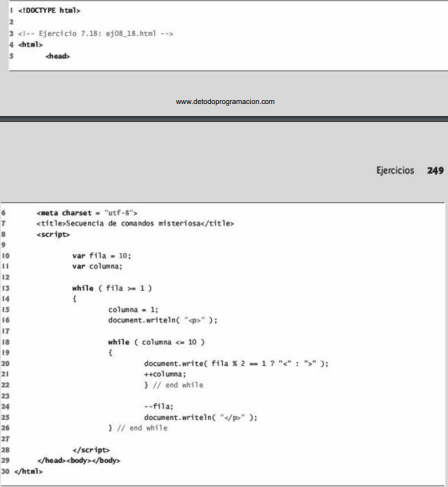 1 <!DOCTYPE html>
2
3 <!-- Ejercicio 7.18: ej08_18.html -->
4 <html>
5 <head>
www.detodoprogramacion.com
Ejercicios 249
6 <meta charset = "utf-8">
7 <title>Secuencia de comandos misteriosa</title>
8 <script>
9
10 var fila = 10;
11 var columna;
12
13 while ( fila >= 1 )
14 {
15 columna = 1;
16 document.writeln( "<p>" );
17
18 while ( columna <= 10 )
19 {
20 document.write( fila % 2 == 1 ? "<" : ">" );
21 ++columna;
22 } // end while
23
24 --fila;
25 document.writeln( "</p>" );
26 } // end while
27
28 </script>
29 </head><body></body>
30 </html>